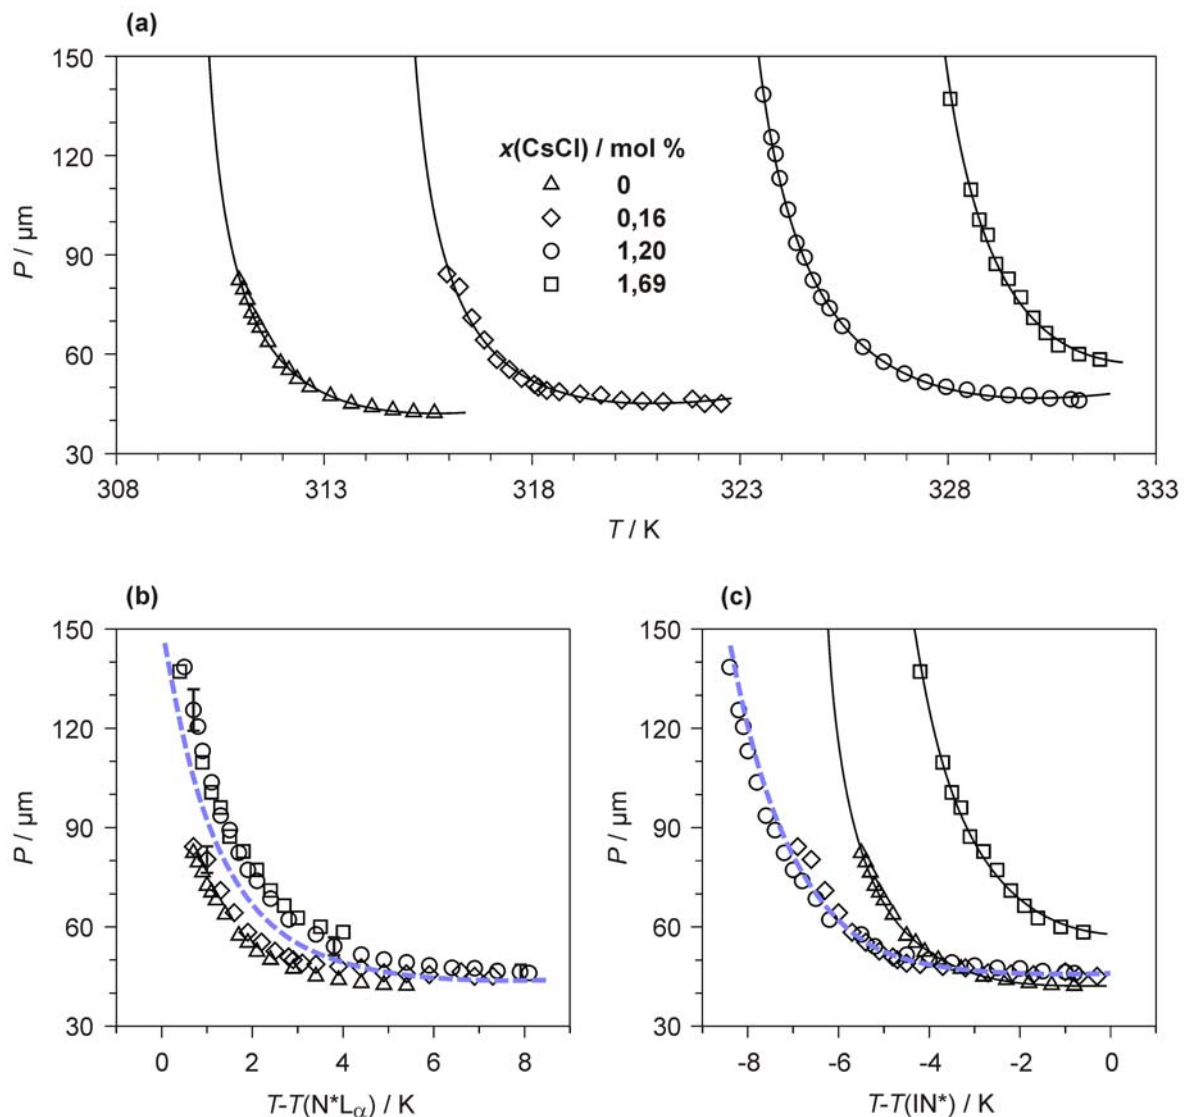 (a)
150
120
90
60
30
P / µm
x(CsCl) / mol %
0
0,16
1,20
1,69
308 313 318 323 328 333
T / K
(b)
150
120
90
60
30
P / µm
0 2 4 6 8
T-T(N*Lα) / K
(c)
150
120
90
60
30
P / µm
-8 -6 -4 -2 0
T-T(IN*) / K